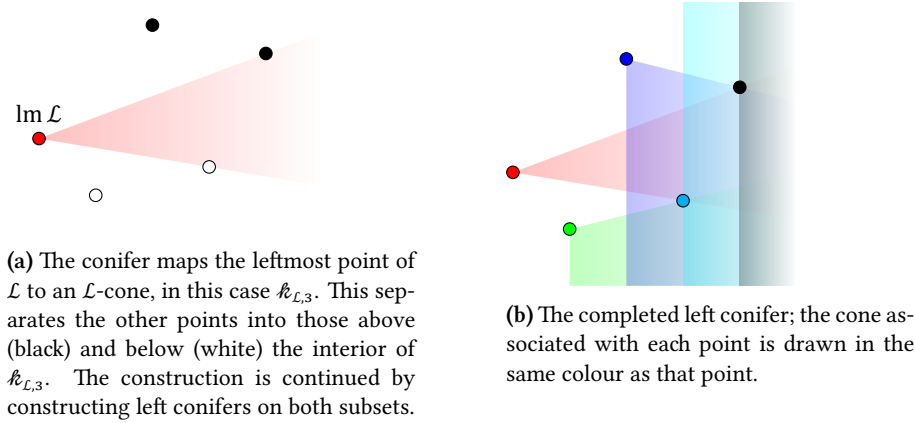 lm ℒ
(a) The conifer maps the leftmost point of
ℒ to an ℒ-cone, in this case 𝓀ℒ,3. This sep-
arates the other points into those above
(black) and below (white) the interior of
𝓀ℒ,3. The construction is continued by
constructing left conifers on both subsets.
(b) The completed left conifer; the cone as-
sociated with each point is drawn in the
same colour as that point.